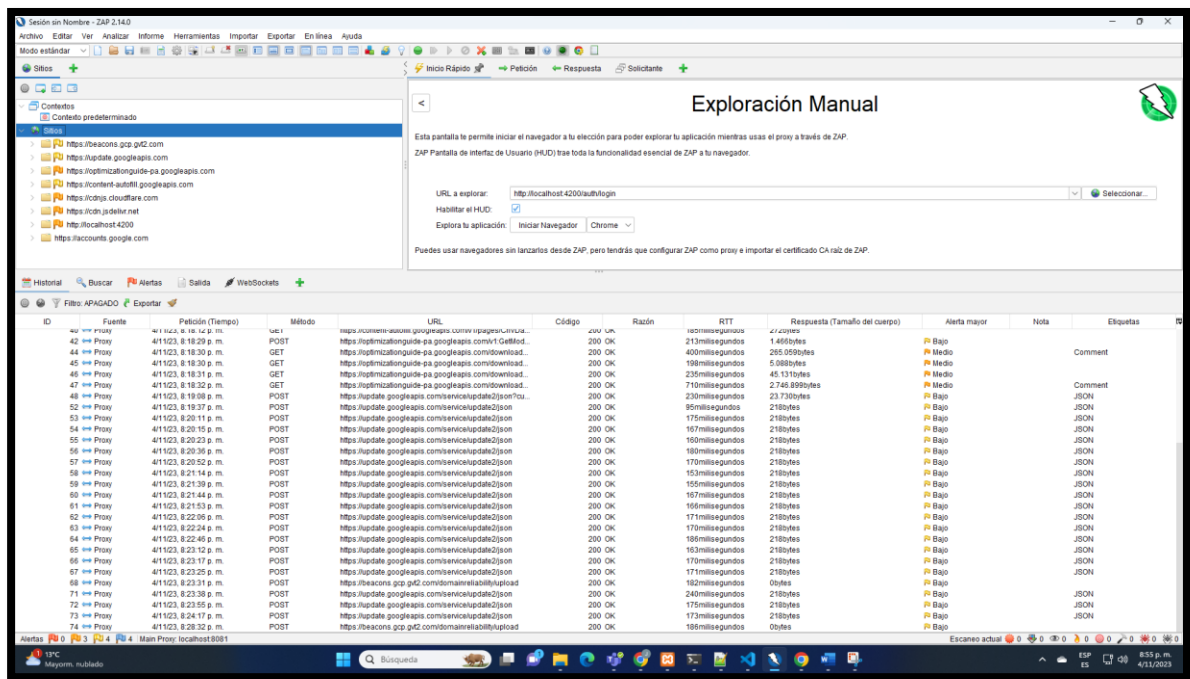 Sesión sin Nombre - ZAP 2.14.0
Archivo Editar Ver Analizar Informe Herramientas Importar Exportar En línea Ayuda
Modo estándar
Sitios
Inicio Rápido Petición Respuesta Solicitante
Contextos
Contexto predeterminado
Sitios
https://beacons.gcp.gvt2.com
https://update.googleapis.com
https://optimizationguide-pa.googleapis.com
https://content-autofill.googleapis.com
https://cdnjs.cloudflare.com
https://cdn.jsdelivr.net
http://localhost:4200
https://accounts.google.com
<
Exploración Manual
Esta pantalla te permite iniciar el navegador a tu elección para poder explorar tu aplicación mientras usas el proxy a través de ZAP.
ZAP Pantalla de interfaz de Usuario (HUD) trae toda la funcionalidad esencial de ZAP a tu navegador.
URL a explorar: http://localhost:4200/auth/login Seleccionar...
Habilitar el HUD:
Explora tu aplicación: Iniciar Navegador Chrome
Puedes usar navegadores sin lanzarlos desde ZAP, pero tendrás que configurar ZAP como proxy e importar el certificado CA raíz de ZAP.
Historial Buscar Alertas Salida WebSockets
Filtro: APAGADO Exportar
ID Fuente Petición (Tiempo) Método URL Código Razón RTT Respuesta (Tamaño del cuerpo) Alerta mayor Nota Etiquetas
42 Proxy 4/11/23, 8:18:29 p. m. POST https://optimizationguide-pa.googleapis.com/v1:GetMod... 200 OK 213milisegundos 1.466bytes Bajo
44 Proxy 4/11/23, 8:18:30 p. m. GET https://optimizationguide-pa.googleapis.com/download... 200 OK 400milisegundos 265.059bytes Medio Comment
45 Proxy 4/11/23, 8:18:30 p. m. GET https://optimizationguide-pa.googleapis.com/download... 200 OK 198milisegundos 5.088bytes Medio
46 Proxy 4/11/23, 8:18:31 p. m. GET https://optimizationguide-pa.googleapis.com/download... 200 OK 235milisegundos 45.131bytes Medio
47 Proxy 4/11/23, 8:18:32 p. m. GET https://optimizationguide-pa.googleapis.com/download... 200 OK 710milisegundos 2.746.899bytes Medio Comment
48 Proxy 4/11/23, 8:19:08 p. m. POST https://update.googleapis.com/service/update2/json?cu... 200 OK 230milisegundos 23.730bytes Bajo JSON
52 Proxy 4/11/23, 8:19:37 p. m. POST https://update.googleapis.com/service/update2/json 200 OK 95milisegundos 218bytes Bajo JSON
53 Proxy 4/11/23, 8:20:11 p. m. POST https://update.googleapis.com/service/update2/json 200 OK 175milisegundos 218bytes Bajo JSON
54 Proxy 4/11/23, 8:20:15 p. m. POST https://update.googleapis.com/service/update2/json 200 OK 167milisegundos 218bytes Bajo JSON
55 Proxy 4/11/23, 8:20:23 p. m. POST https://update.googleapis.com/service/update2/json 200 OK 160milisegundos 218bytes Bajo JSON
56 Proxy 4/11/23, 8:20:36 p. m. POST https://update.googleapis.com/service/update2/json 200 OK 180milisegundos 218bytes Bajo JSON
57 Proxy 4/11/23, 8:20:52 p. m. POST https://update.googleapis.com/service/update2/json 200 OK 170milisegundos 218bytes Bajo JSON
58 Proxy 4/11/23, 8:21:14 p. m. POST https://update.googleapis.com/service/update2/json 200 OK 153milisegundos 218bytes Bajo JSON
59 Proxy 4/11/23, 8:21:39 p. m. POST https://update.googleapis.com/service/update2/json 200 OK 155milisegundos 218bytes Bajo JSON
60 Proxy 4/11/23, 8:21:44 p. m. POST https://update.googleapis.com/service/update2/json 200 OK 167milisegundos 218bytes Bajo JSON
61 Proxy 4/11/23, 8:21:53 p. m. POST https://update.googleapis.com/service/update2/json 200 OK 166milisegundos 218bytes Bajo JSON
62 Proxy 4/11/23, 8:22:06 p. m. POST https://update.googleapis.com/service/update2/json 200 OK 171milisegundos 218bytes Bajo JSON
63 Proxy 4/11/23, 8:22:24 p. m. POST https://update.googleapis.com/service/update2/json 200 OK 170milisegundos 218bytes Bajo JSON
64 Proxy 4/11/23, 8:22:46 p. m. POST https://update.googleapis.com/service/update2/json 200 OK 186milisegundos 218bytes Bajo JSON
65 Proxy 4/11/23, 8:23:12 p. m. POST https://update.googleapis.com/service/update2/json 200 OK 163milisegundos 218bytes Bajo JSON
66 Proxy 4/11/23, 8:23:17 p. m. POST https://update.googleapis.com/service/update2/json 200 OK 170milisegundos 218bytes Bajo JSON
67 Proxy 4/11/23, 8:23:25 p. m. POST https://update.googleapis.com/service/update2/json 200 OK 171milisegundos 218bytes Bajo JSON
68 Proxy 4/11/23, 8:23:31 p. m. POST https://beacons.gcp.gvt2.com/domainreliability/upload 200 OK 182milisegundos 0bytes Bajo
71 Proxy 4/11/23, 8:23:38 p. m. POST https://update.googleapis.com/service/update2/json 200 OK 240milisegundos 218bytes Bajo JSON
72 Proxy 4/11/23, 8:23:55 p. m. POST https://update.googleapis.com/service/update2/json 200 OK 175milisegundos 218bytes Bajo JSON
73 Proxy 4/11/23, 8:24:17 p. m. POST https://update.googleapis.com/service/update2/json 200 OK 173milisegundos 218bytes Bajo JSON
74 Proxy 4/11/23, 8:28:32 p. m. POST https://beacons.gcp.gvt2.com/domainreliability/upload 200 OK 186milisegundos 0bytes Bajo
Alertas 0 3 4 4 Main Proxy: localhost:8081 Escaneo actual 0 0 0 0 0 0 0 0
13°C
Mayorm. nublado
Búsqueda
ESP
ES
8:55 p. m.
4/11/2023